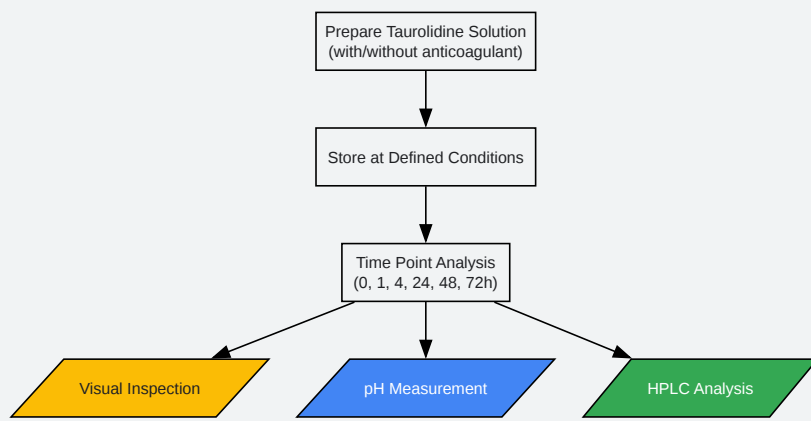 Prepare Taurolidine Solution
(with/without anticoagulant)
Store at Defined Conditions
Time Point Analysis
(0, 1, 4, 24, 48, 72h)
Visual Inspection
pH Measurement
HPLC Analysis